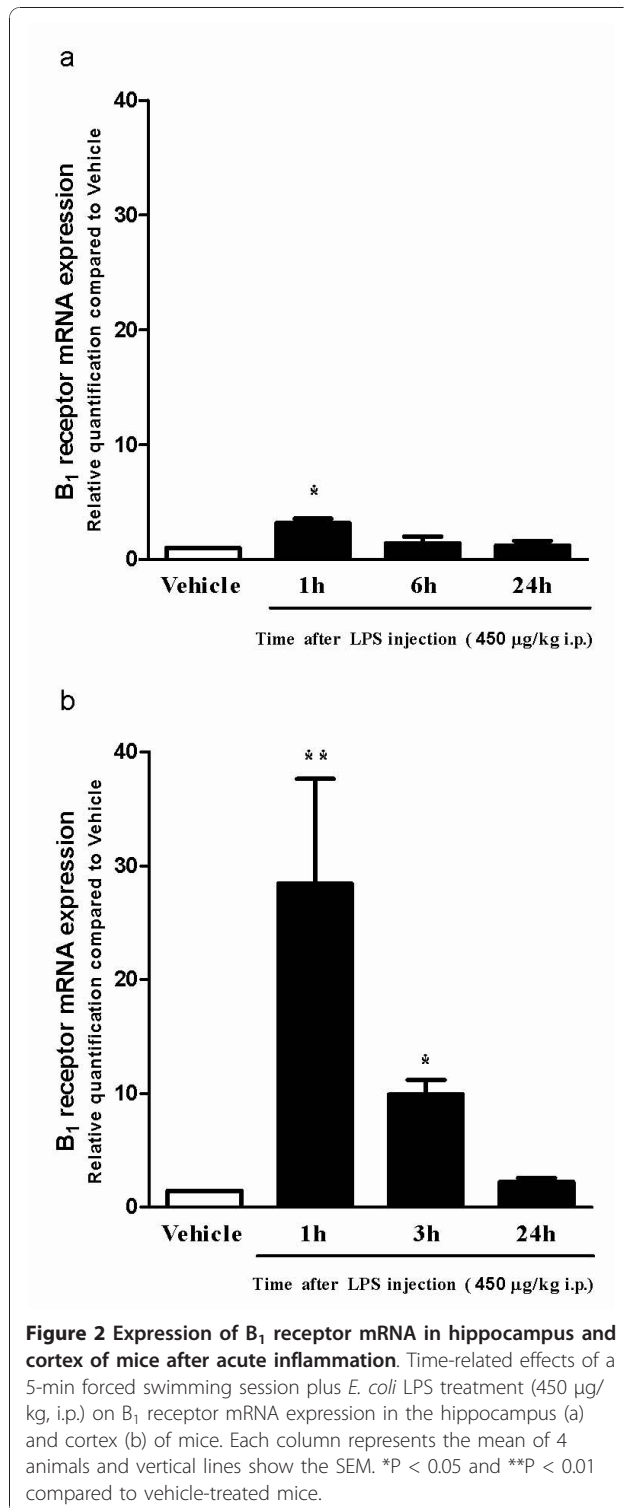 a
B₁ receptor mRNA expression
Relative quantification compared to Vehicle
40
30
20
10
0
*
Vehicle 1h 6h 24h
Time after LPS injection ( 450 µg/kg i.p.)
b
B₁ receptor mRNA expression
Relative quantification compared to Vehicle
40
30
20
10
0
**
*
Vehicle 1h 3h 24h
Time after LPS injection ( 450 µg/kg i.p.)
Figure 2 Expression of B₁ receptor mRNA in hippocampus and
cortex of mice after acute inflammation. Time-related effects of a
5-min forced swimming session plus E. coli LPS treatment (450 µg/
kg, i.p.) on B₁ receptor mRNA expression in the hippocampus (a)
and cortex (b) of mice. Each column represents the mean of 4
animals and vertical lines show the SEM. *P < 0.05 and **P < 0.01
compared to vehicle-treated mice.